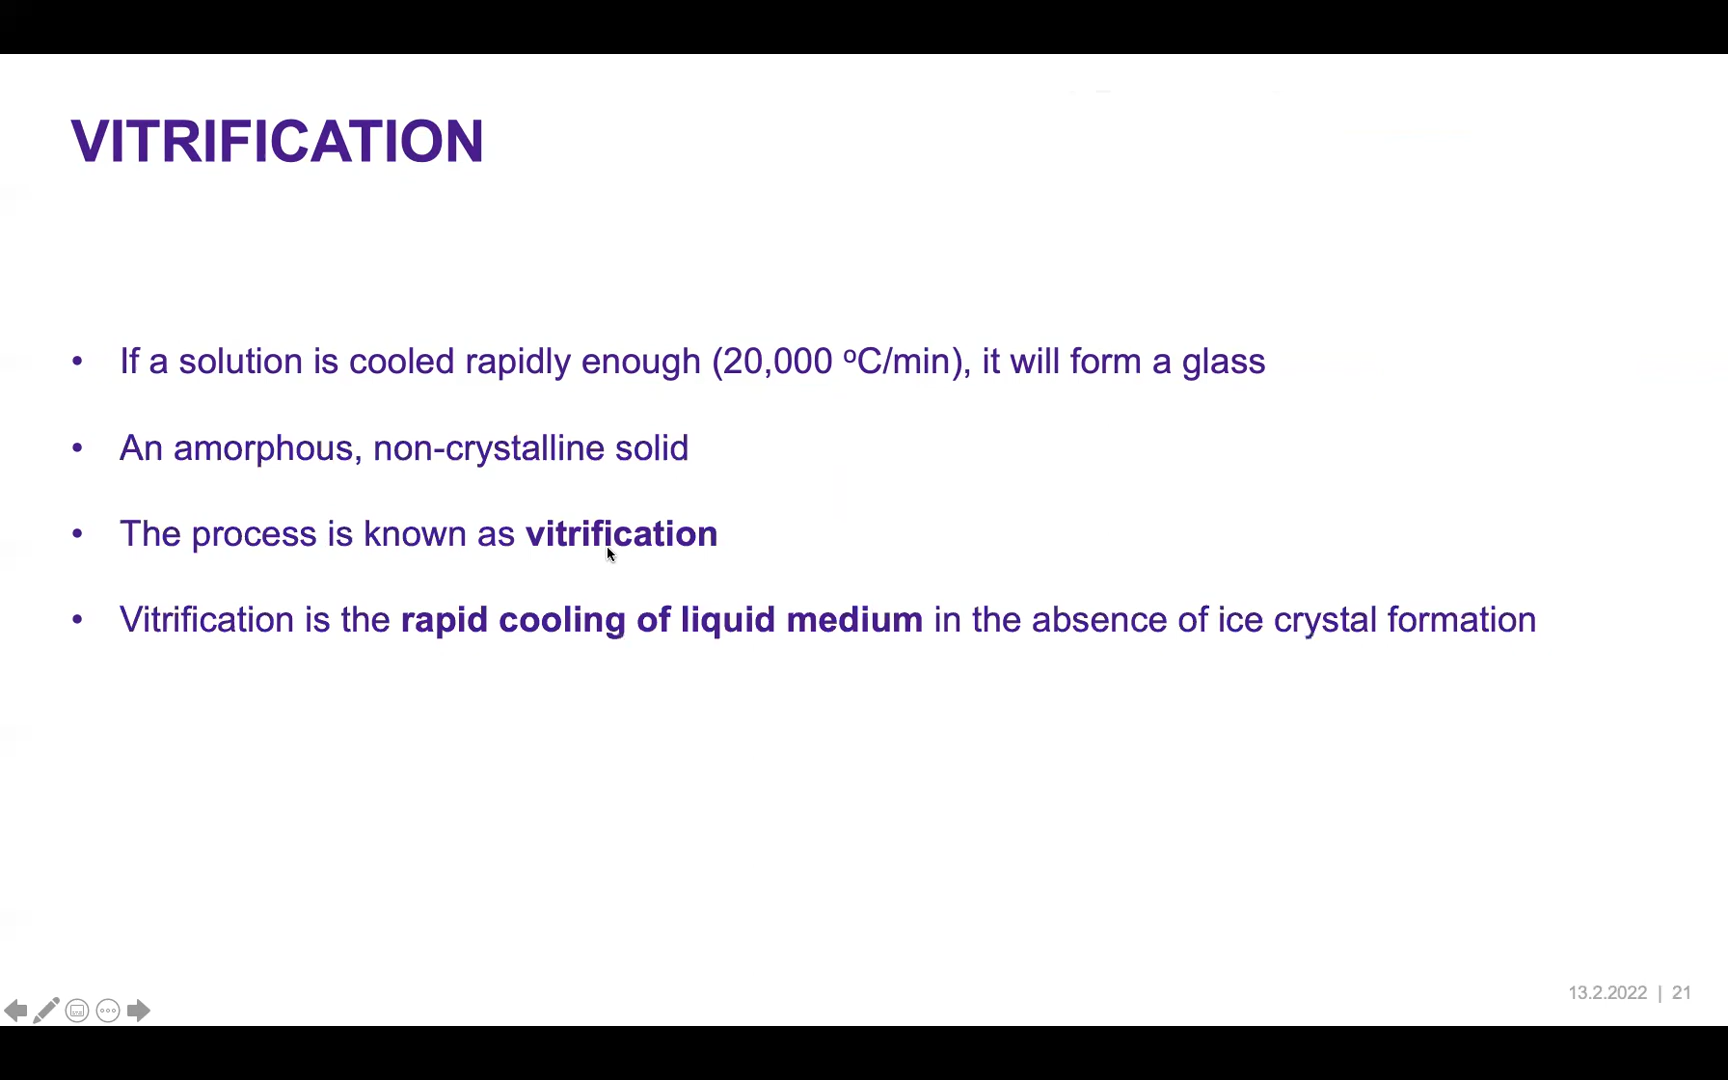 VITRIFICATION
• If a solution is cooled rapidly enough (20,000 ºC/min), it will form a glass
• An amorphous, non-crystalline solid
• The process is known as vitrification
• Vitrification is the rapid cooling of liquid medium in the absence of ice crystal formation
13.2.2022 | 21